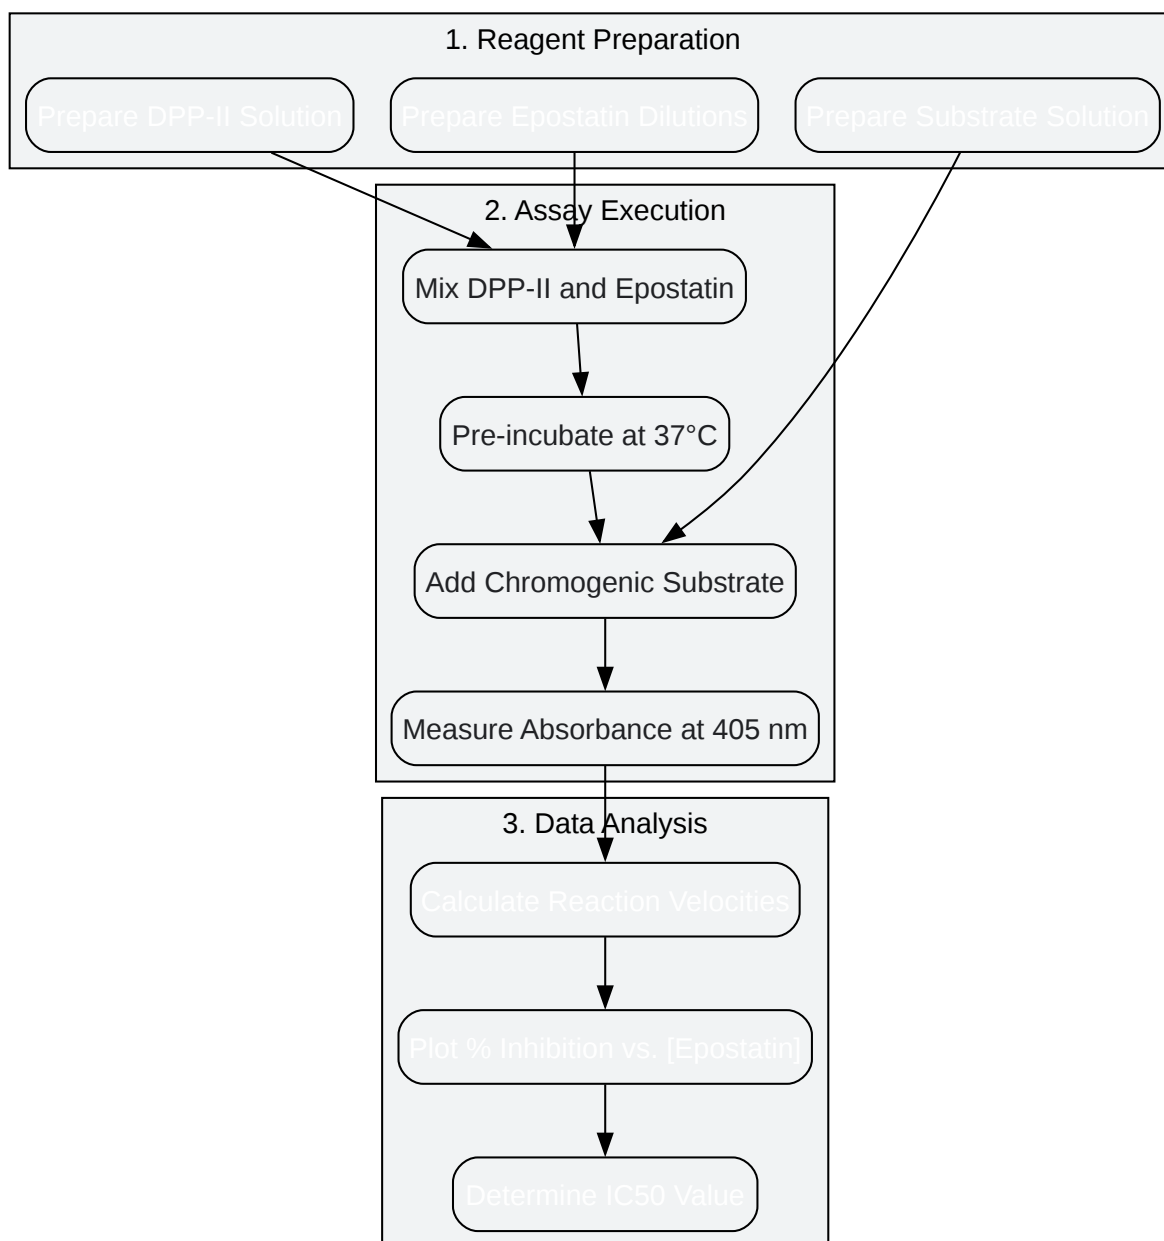 1. Reagent Preparation
Prepare DPP-II Solution
Prepare Epostatin Dilutions
Prepare Substrate Solution
2. Assay Execution
Mix DPP-II and Epostatin
Pre-incubate at 37°C
Add Chromogenic Substrate
Measure Absorbance at 405 nm
3. Data Analysis
Calculate Reaction Velocities
Plot % Inhibition vs. [Epostatin]
Determine IC50 Value